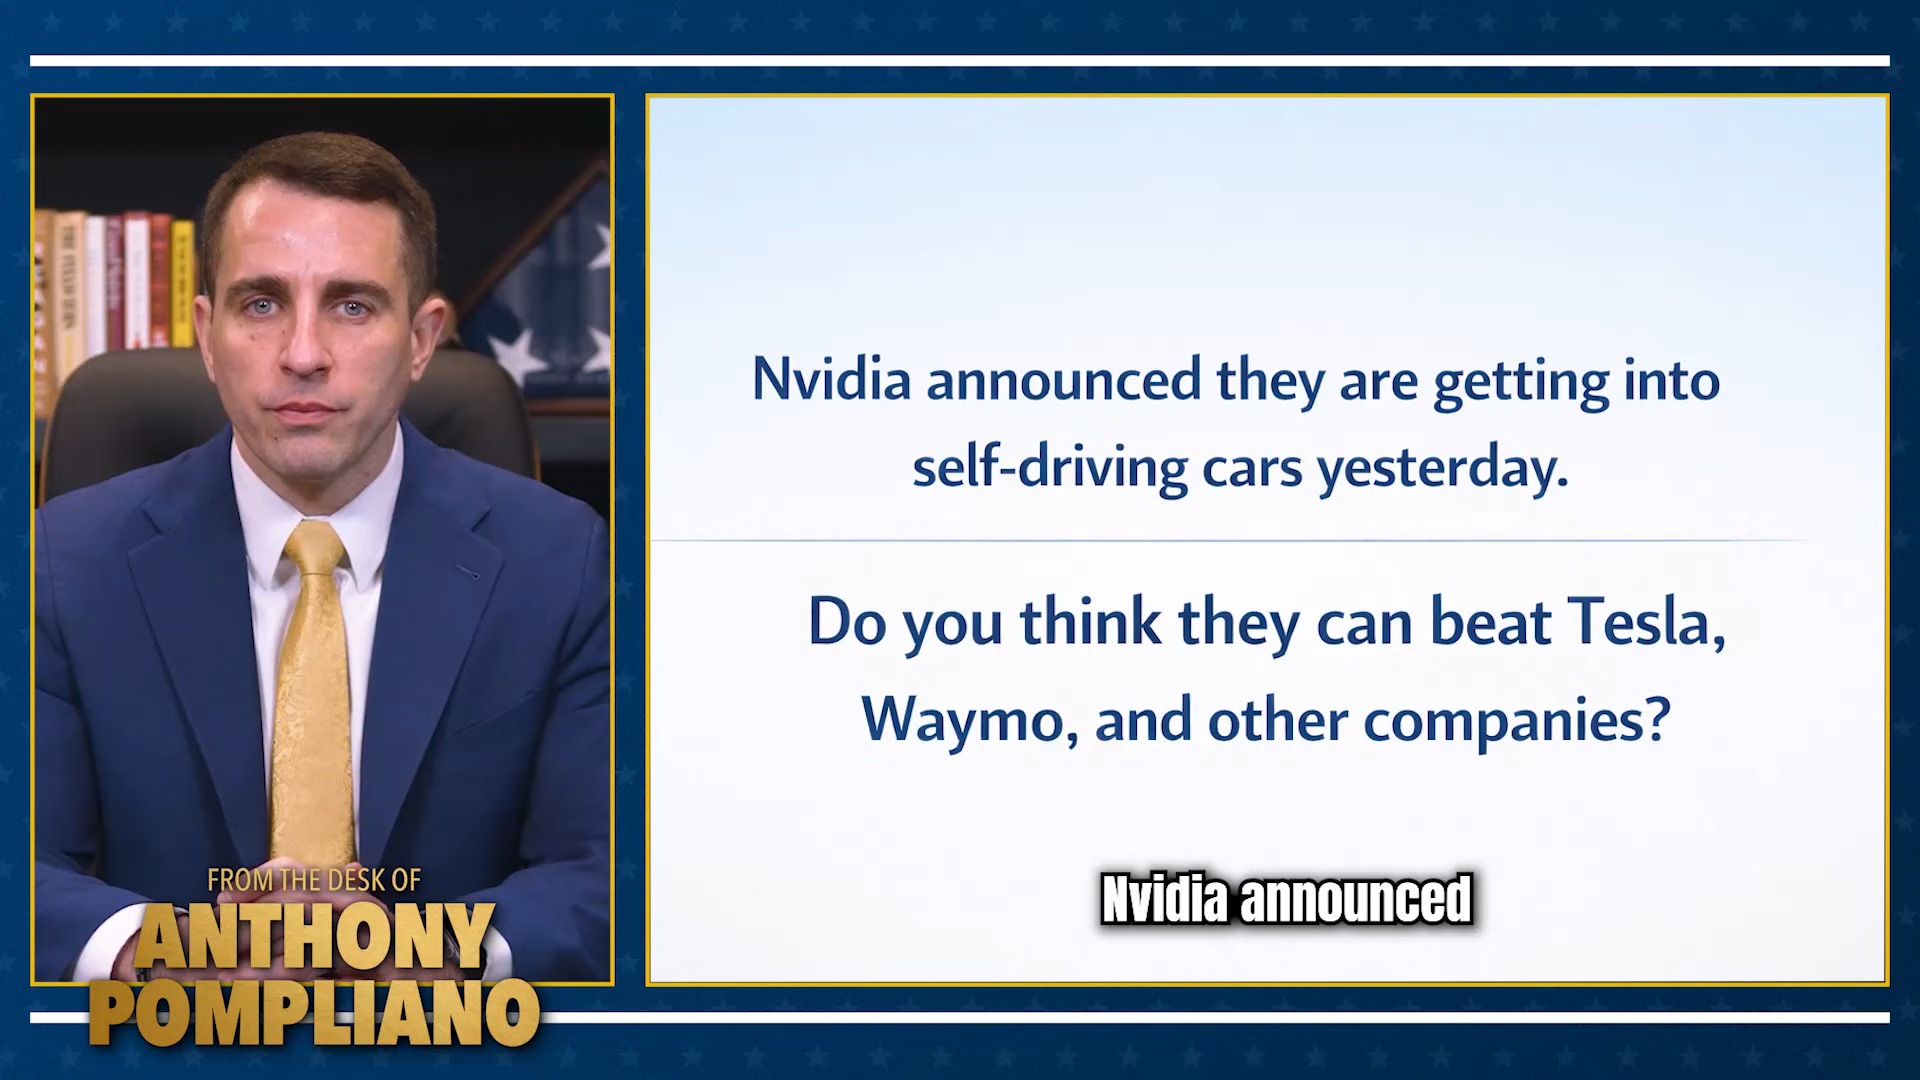 Nvidia announced they are getting into
self-driving cars yesterday.
Do you think they can beat Tesla,
Waymo, and other companies?
Nvidia announced
FROM THE DESK OF
ANTHONY
POMPLIANO